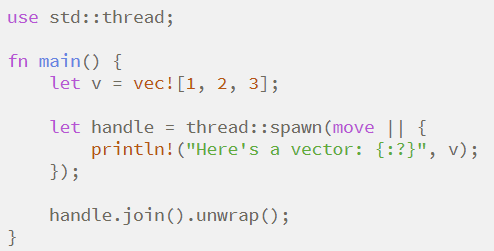 use std::thread;

fn main() {
    let v = vec![1, 2, 3];

    let handle = thread::spawn(move || {
        println!("Here's a vector: {:?}", v);
    });

    handle.join().unwrap();
}